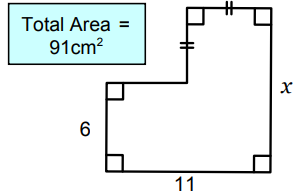 Total Area =
91cm²
x
6
11